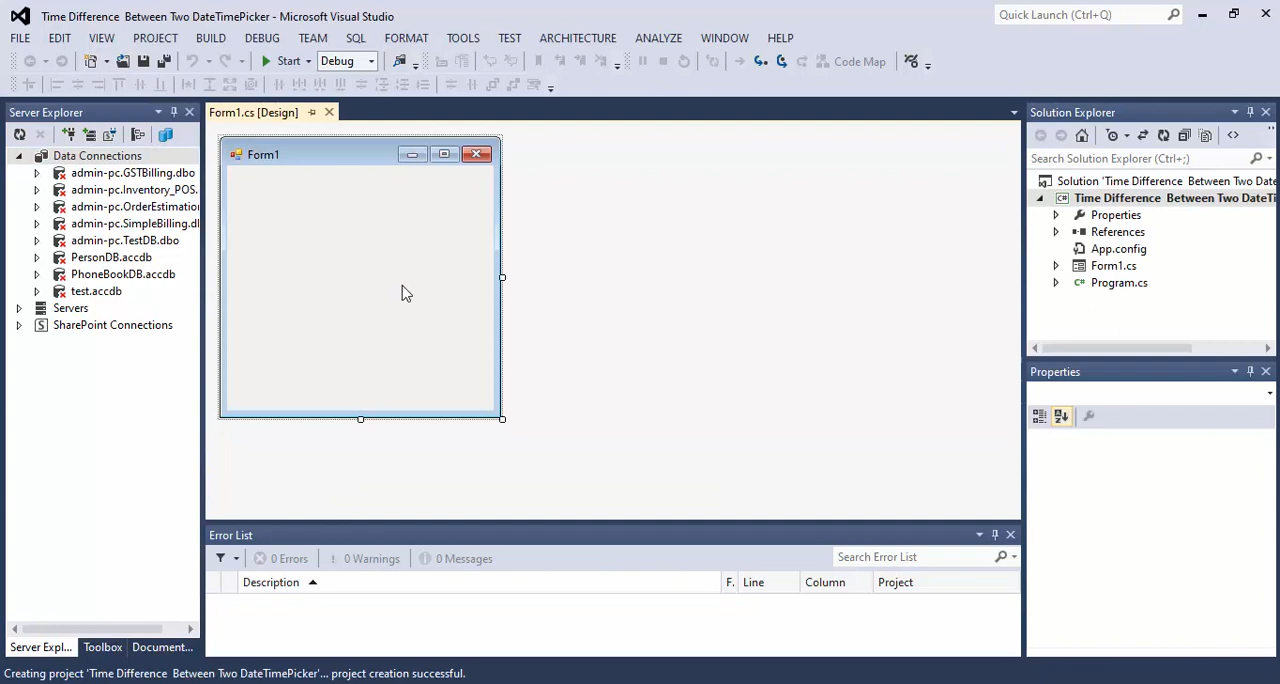 Time Difference  Between Two DateTimePicker - Microsoft Visual Studio
Quick Launch (Ctrl+Q)
FILE EDIT VIEW PROJECT BUILD DEBUG TEAM SQL FORMAT TOOLS TEST ARCHITECTURE ANALYZE WINDOW HELP
Start Debug Code Map
Server Explorer
Data Connections
admin-pc.GSTBilling.dbo
admin-pc.Inventory_POS.
admin-pc.OrderEstimation
admin-pc.SimpleBilling.dl
admin-pc.TestDB.dbo
PersonDB.accdb
PhoneBookDB.accdb
test.accdb
Servers
SharePoint Connections
Server Expl... Toolbox Document...
Form1.cs [Design]
Form1
Error List
0 Errors 0 Warnings 0 Messages
Search Error List
Description F. Line Column Project
Solution Explorer
Search Solution Explorer (Ctrl+;)
Solution 'Time Difference  Between Two Date
Time Difference  Between Two DateTi
Properties
References
App.config
Form1.cs
C# Program.cs
Properties
Creating project 'Time Difference  Between Two DateTimePicker'... project creation successful.